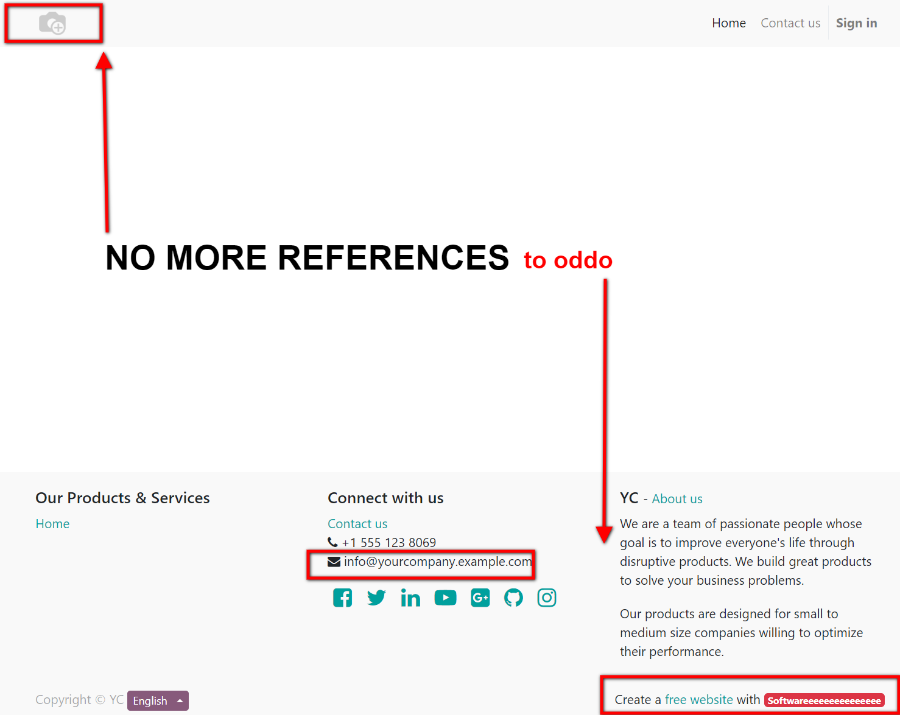 Home Contact us Sign in
NO MORE REFERENCES to oddo
Our Products & Services
Home
Connect with us
Contact us
+1 555 123 8069
info@yourcompany.example.com
YC - About us
We are a team of passionate people whose
goal is to improve everyone's life through
disruptive products. We build great products
to solve your business problems.
Our products are designed for small to
medium size companies willing to optimize
their performance.
Copyright © YC English
Create a free website with Softwareeeeeeeeeeeeeee